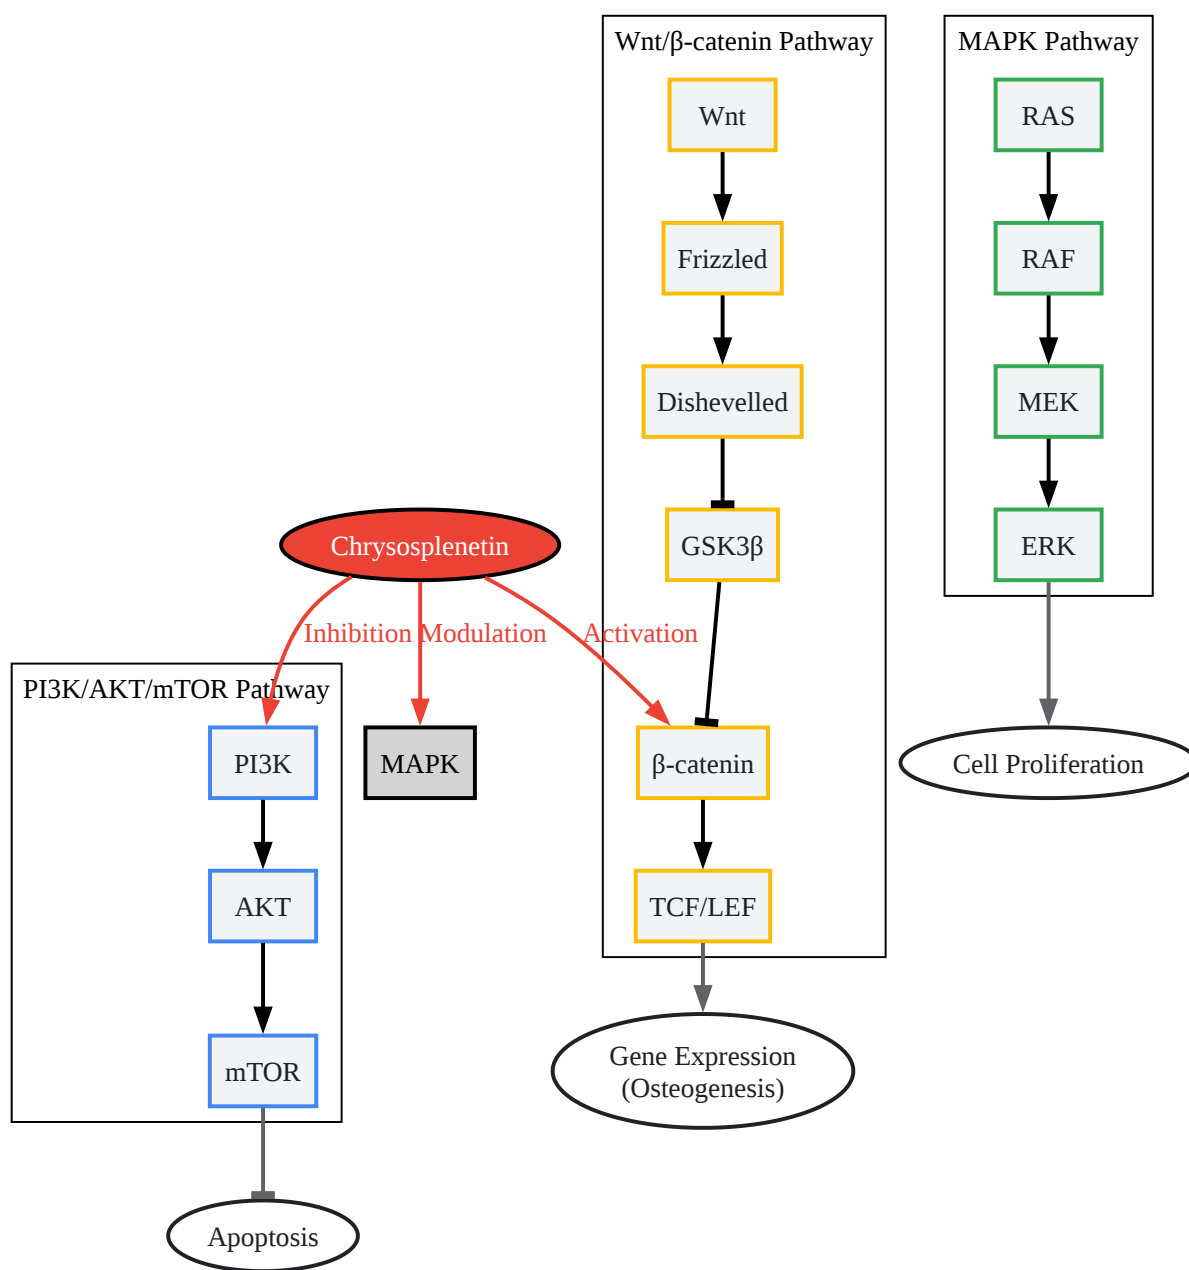 Wnt/β-catenin Pathway
MAPK Pathway
Wnt
RAS
Frizzled
RAF
Dishevelled
MEK
Chrysosplenetin
GSK3β
ERK
Inhibition
Modulation
Activation
PI3K/AKT/mTOR Pathway
PI3K
MAPK
β-catenin
Cell Proliferation
AKT
TCF/LEF
mTOR
Gene Expression
(Osteogenesis)
Apoptosis